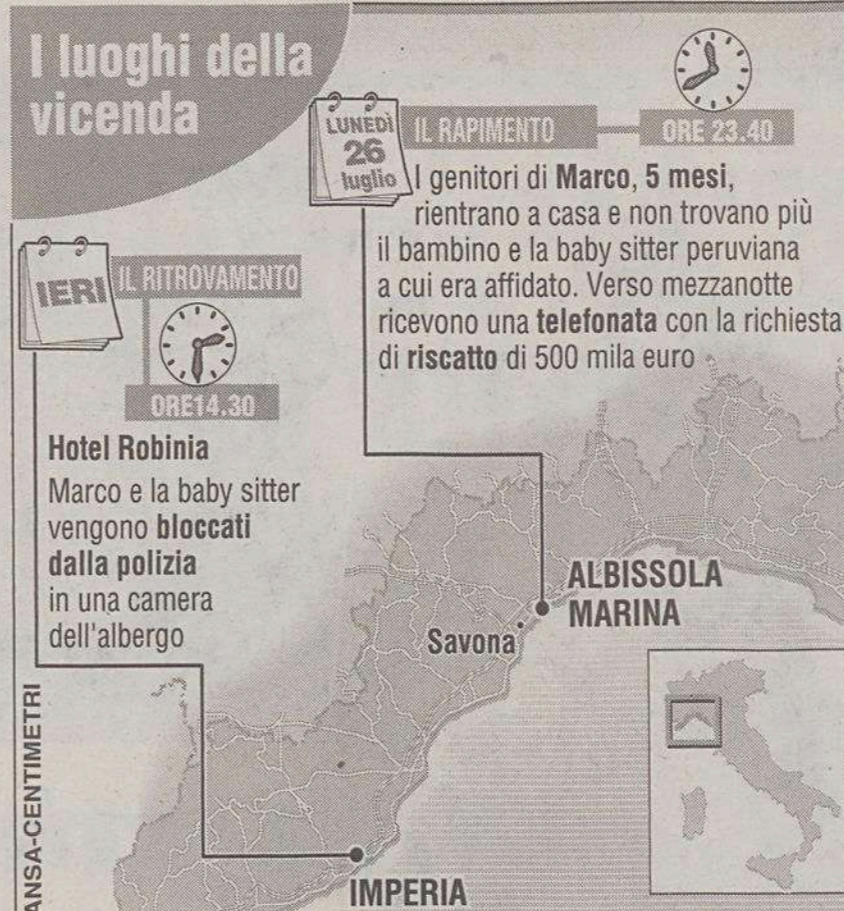 I luoghi della
vicenda
LUNEDÌ
26
luglio
IL RAPIMENTO
ORE 23.40
I genitori di Marco, 5 mesi,
rientrano a casa e non trovano più
il bambino e la baby sitter peruviana
a cui era affidato. Verso mezzanotte
ricevono una telefonata con la richiesta
di riscatto di 500 mila euro
IERI
IL RITROVAMENTO
ORE14.30
Hotel Robinia
Marco e la baby sitter
vengono bloccati
dalla polizia
in una camera
dell'albergo
ALBISSOLA
MARINA
Savona
IMPERIA
ANSA-CENTIMETRI